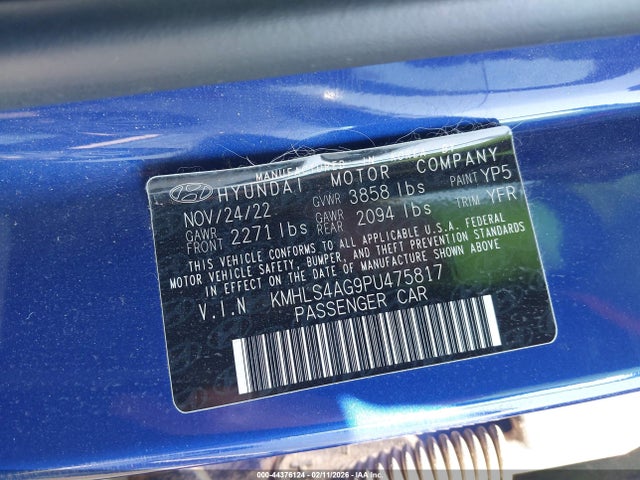 MANUFACTURED IN
HYUNDAI MOTOR COMPANY
NOV/24/22 GVWR 3858 lbs PAINT YP5
GAWR FRONT 2271 lbs GAWR REAR 2094 lbs TRIM YFR
THIS VEHICLE CONFORMS TO ALL APPLICABLE U.S.A. FEDERAL
MOTOR VEHICLE SAFETY, BUMPER, AND THEFT PREVENTION STANDARDS
IN EFFECT ON THE DATE OF MANUFACTURE SHOWN ABOVE.
V.I.N KMHLS4AG9PU475817
PASSENGER CAR
000-44376124 - 02/11/2026 - IAA Inc.